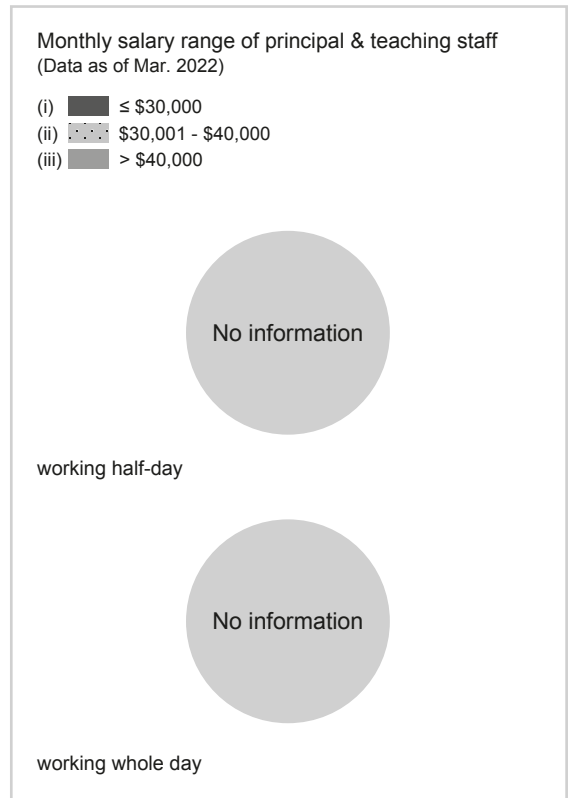 Monthly salary range of principal & teaching staff
(Data as of Mar. 2022)
(i) ≤ $30,000
(ii) $30,001 - $40,000
(iii) > $40,000
No information
working half-day
No information
working whole day